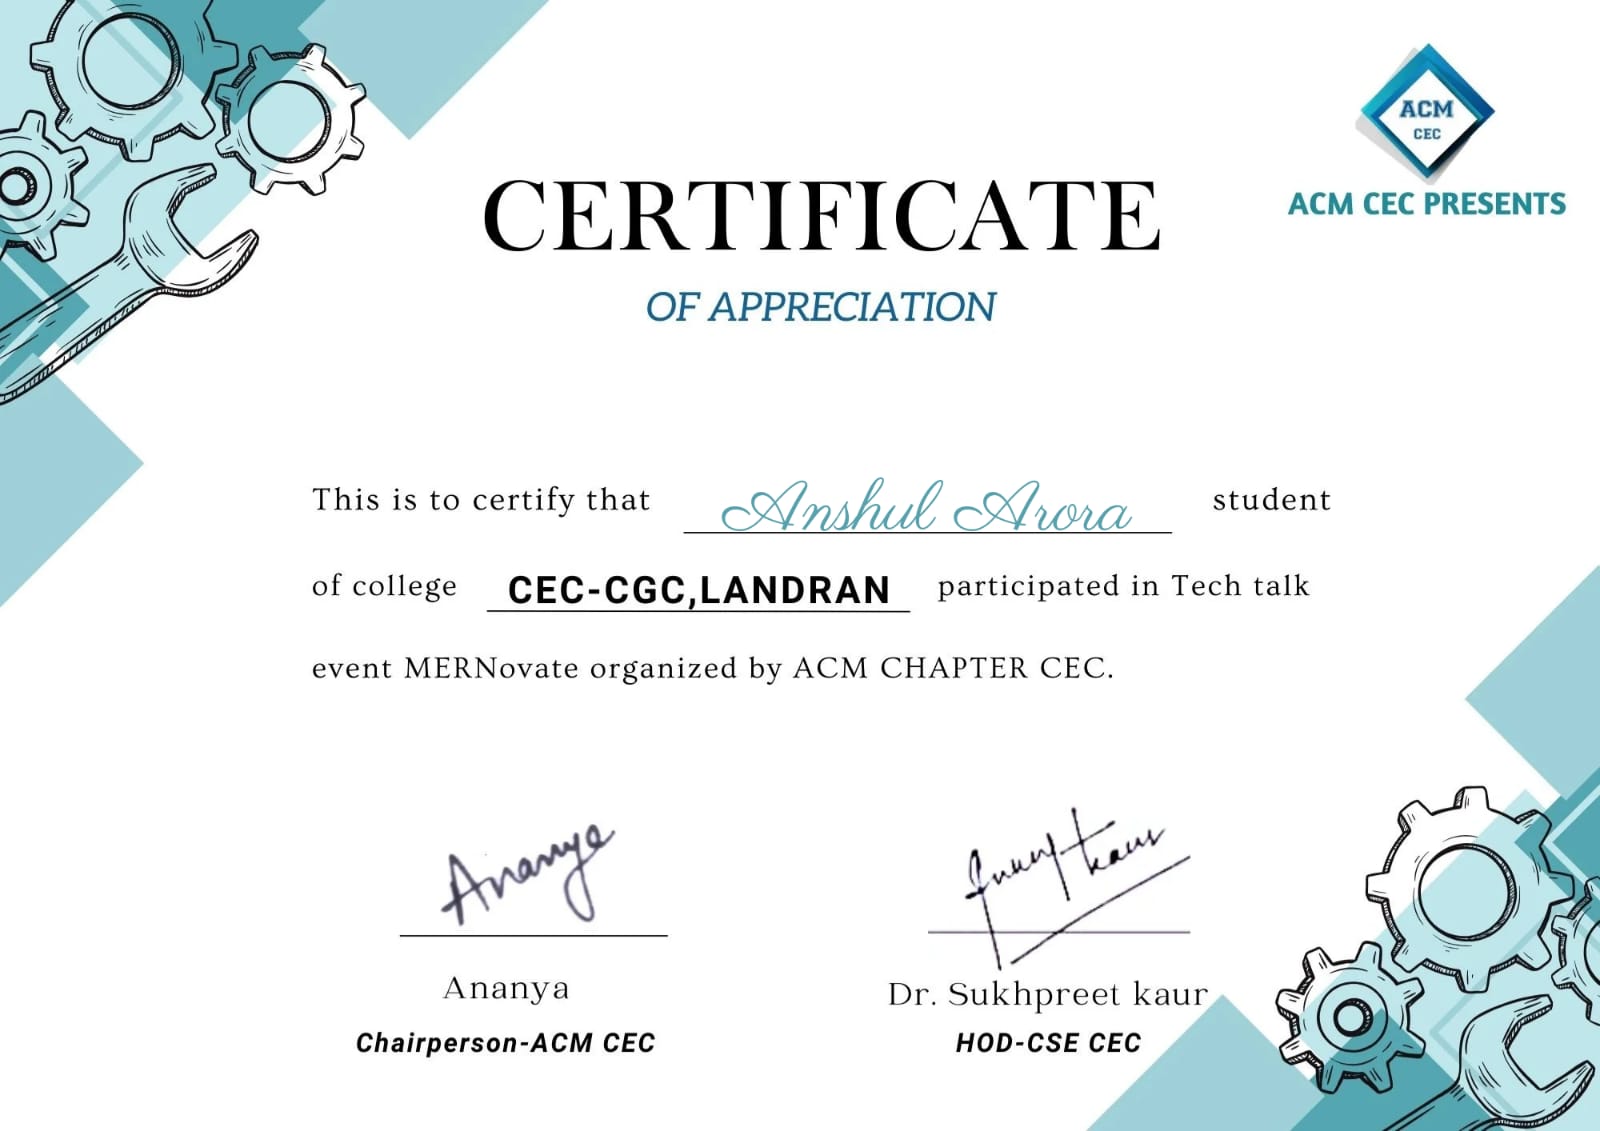 ACM
CEC
ACM CEC PRESENTS
CERTIFICATE
OF APPRECIATION
This is to certify that Anshul Arora student
of college CEC-CGC,LANDRAN participated in Tech talk
event MERNovate organized by ACM CHAPTER CEC.
Ananya
Ananya
Dr. Sukhpreet kaur
Chairperson-ACM CEC
HOD-CSE CEC